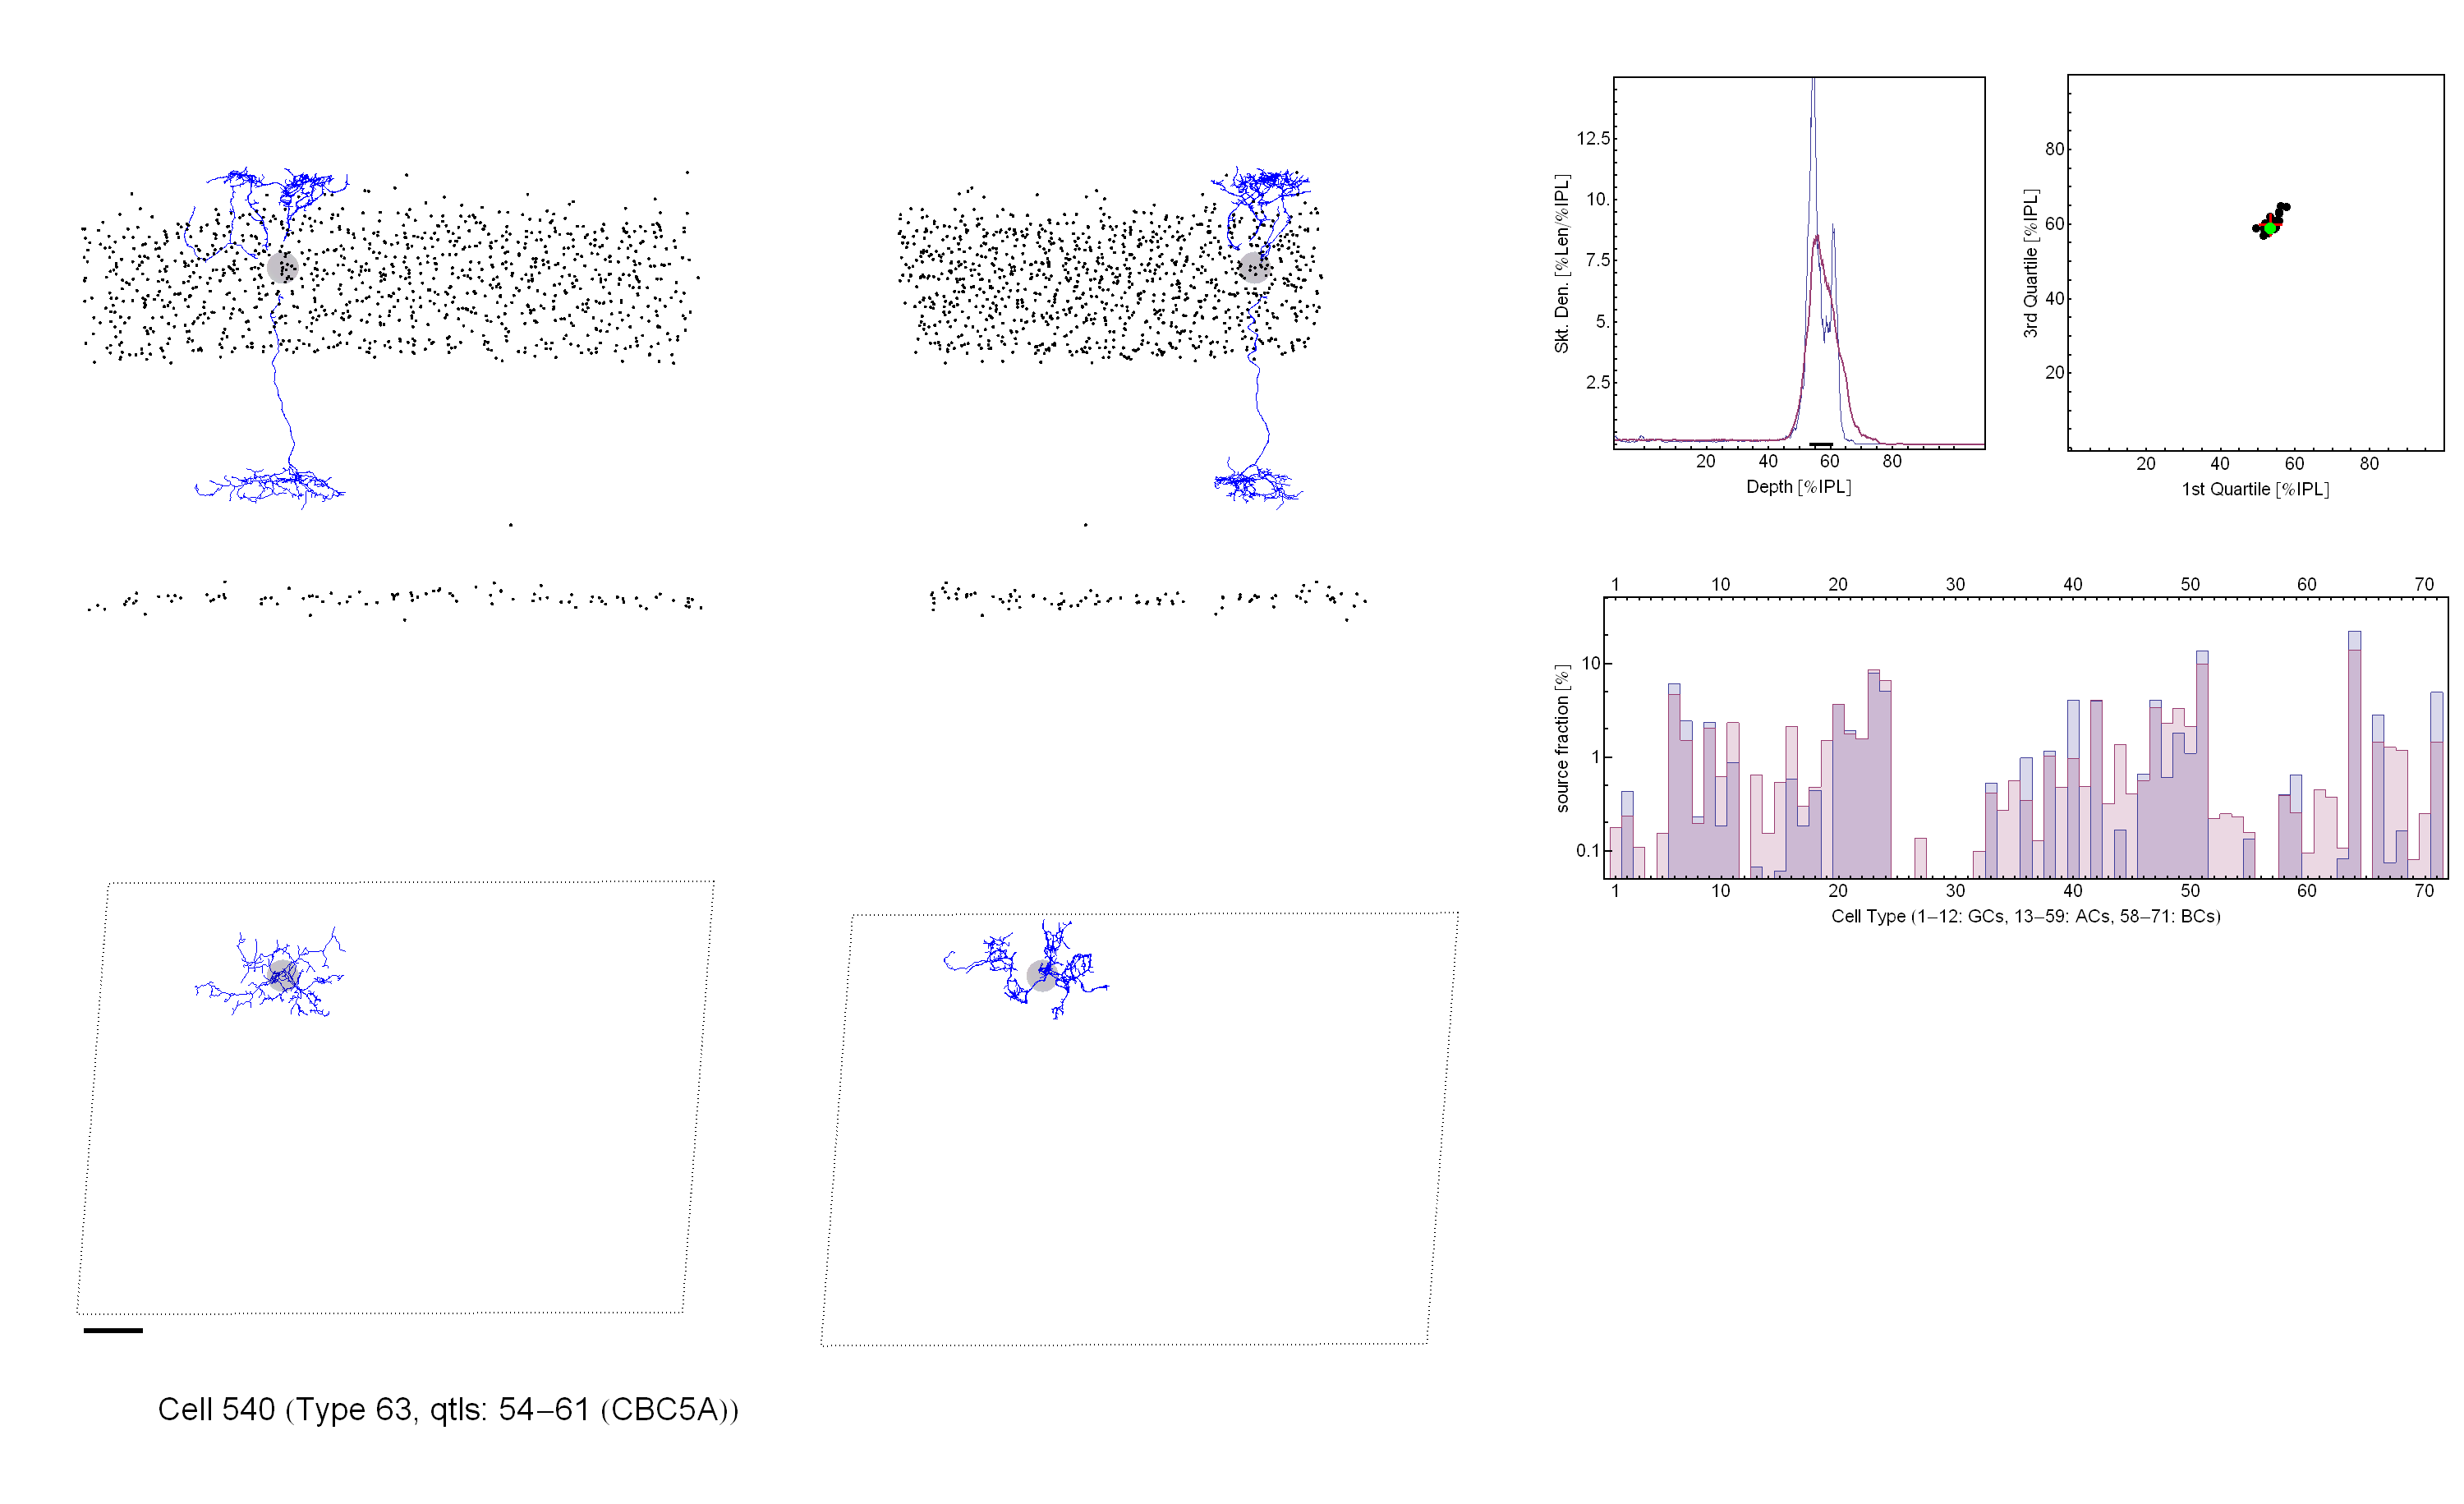 12.5
10.
7.5
5.
2.5
Skt. Den. [%Len/%IPL]
20 40 60 80
Depth [%IPL]
80
60
40
20
3rd Quartile [%IPL]
20 40 60 80
1st Quartile [%IPL]
1 10 20 30 40 50 60 70
10
1
0.1
source fraction [%]
1 10 20 30 40 50 60 70
Cell Type (1–12: GCs, 13–59: ACs, 58–71: BCs)
Cell 540 (Type 63, qtls: 54–61 (CBC5A))